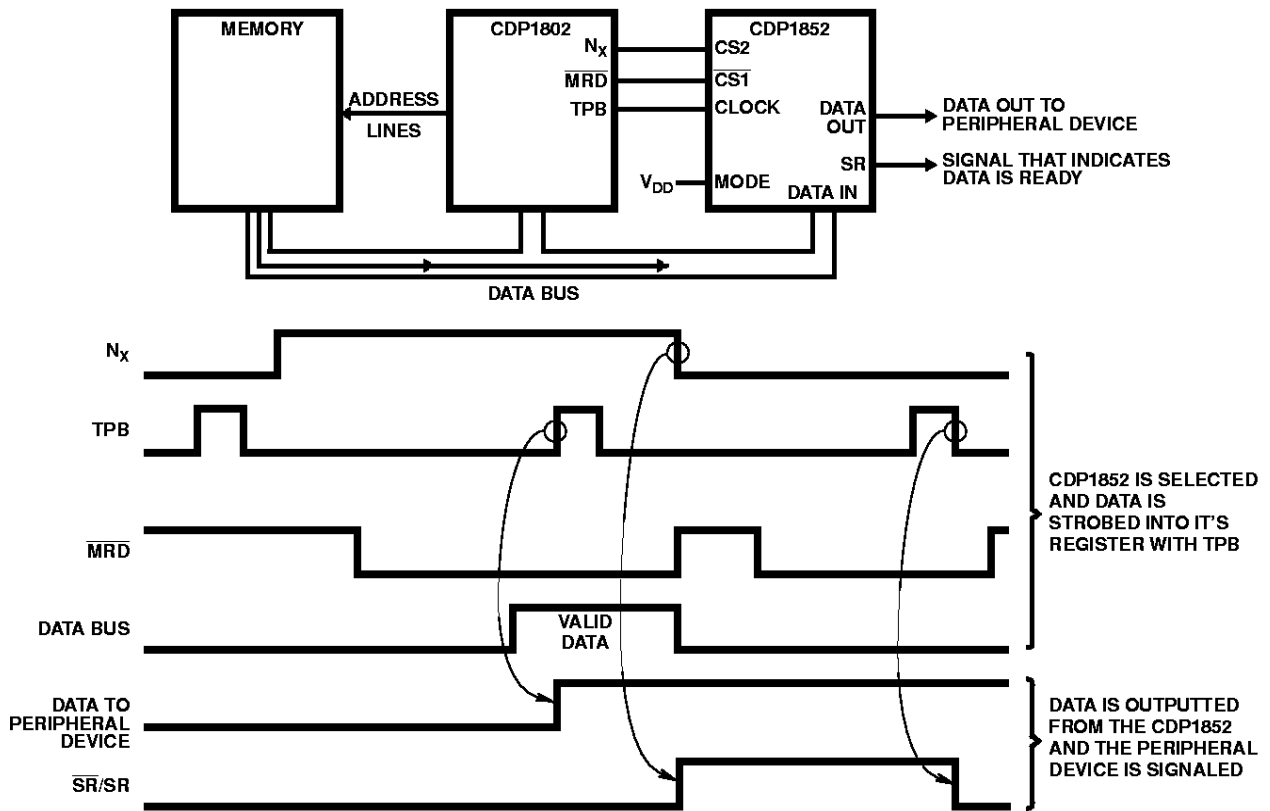 MEMORY
CDP1802
CDP1852
NX
MRD
TPB
CS2
CS1
CLOCK
ADDRESS
LINES
DATA
OUT
DATA OUT TO
PERIPHERAL DEVICE
SR
SIGNAL THAT INDICATES
DATA IS READY
VDD
MODE
DATA IN
DATA BUS
NX
TPB
MRD
DATA BUS
VALID
DATA
CDP1852 IS SELECTED
AND DATA IS
STROBED INTO IT'S
REGISTER WITH TPB
DATA TO
PERIPHERAL
DEVICE
SR/SR
DATA IS OUTPUTTED
FROM THE CDP1852
AND THE PERIPHERAL
DEVICE IS SIGNALED